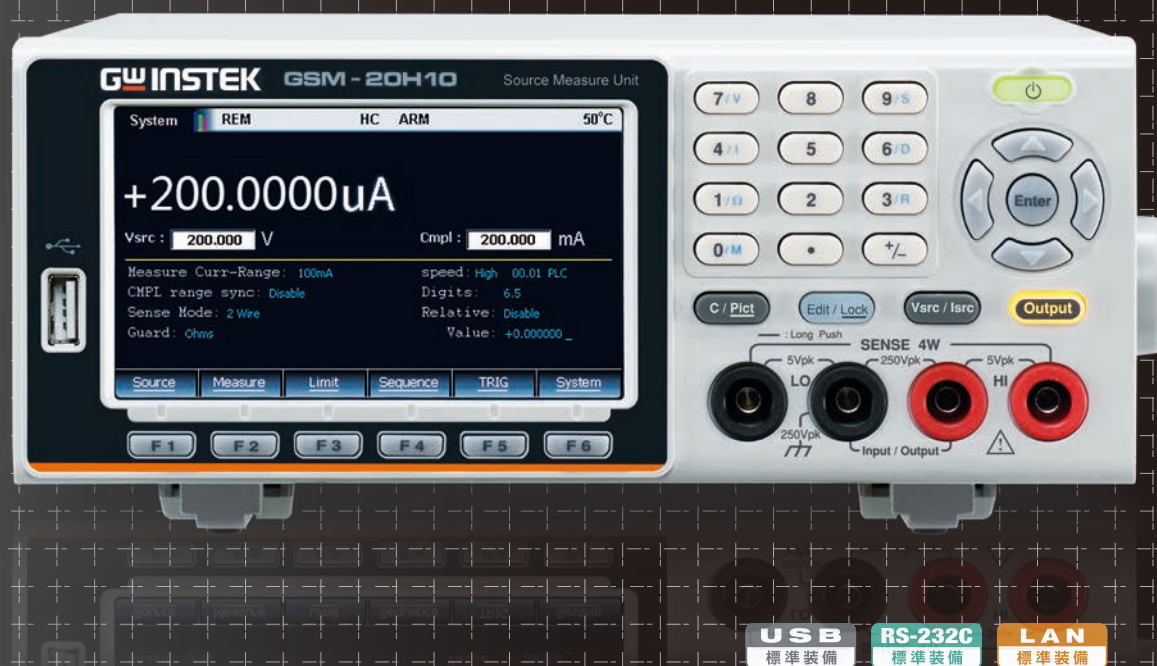 GWINSTEK GSM-20H10 Source Measure Unit
System REM HC ARM 50°C
+200.0000uA
Vsrc : 200.000 V Cmpl : 200.000 mA
Measure Curr-Range: 100mA speed: High 00.01 PLC
CMPL range sync: Disable Digits: 6.5
Sense Mode: 2 Wire Relative: Disable
Guard: Ohms Value: +0.000000_
Source Measure Limit Sequence TRIG System
F1 F2 F3 F4 F5 F6
7/V 8 9/S
4/I 5 6/D
1/Ω 2 3/R
0/M • +/-
Enter
C / Pict Edit / Lock Vsrc / Isrc Output
: Long Push
SENSE 4W
5Vpk 250Vpk 5Vpk
LO HI
250Vpk
Input / Output
USB RS-232C LAN
標準装備 標準装備 標準装備